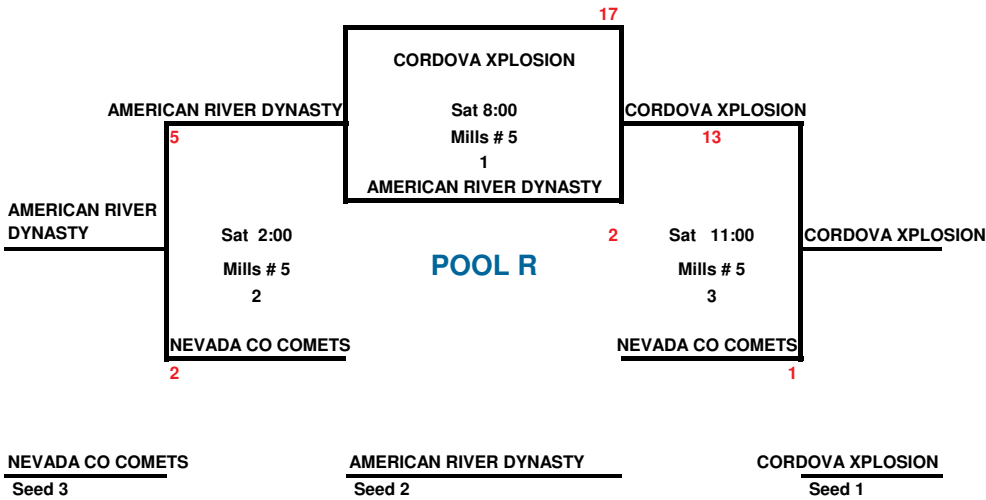 17
CORDOVA XPLOSION
AMERICAN RIVER DYNASTY
Sat 8:00
CORDOVA XPLOSION
5
Mills # 5
13
1
AMERICAN RIVER DYNASTY
AMERICAN RIVER
DYNASTY
Sat 2:00
2
Sat 11:00
CORDOVA XPLOSION
Mills # 5
POOL R
Mills # 5
2
3
NEVADA CO COMETS
NEVADA CO COMETS
2
1
NEVADA CO COMETS
AMERICAN RIVER DYNASTY
CORDOVA XPLOSION
Seed 3
Seed 2
Seed 1